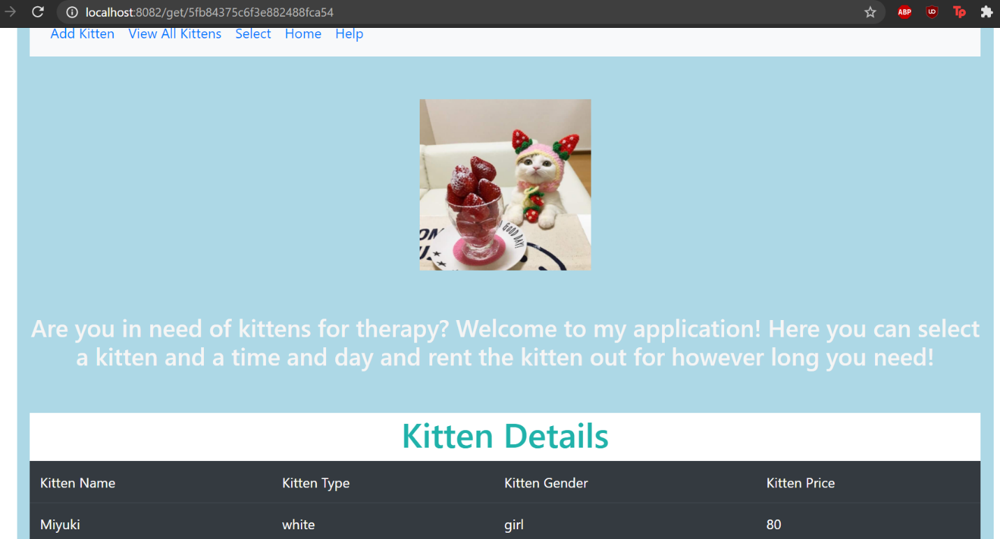 localhost:8082/get/5fb84375c6f3e882488fca54
ABP
UD
Tp
Add Kitten View All Kittens Select Home Help
GOOD DAY!
Are you in need of kittens for therapy? Welcome to my application! Here you can select
a kitten and a time and day and rent the kitten out for however long you need!
Kitten Details
Kitten Name Kitten Type Kitten Gender Kitten Price
Miyuki white girl 80